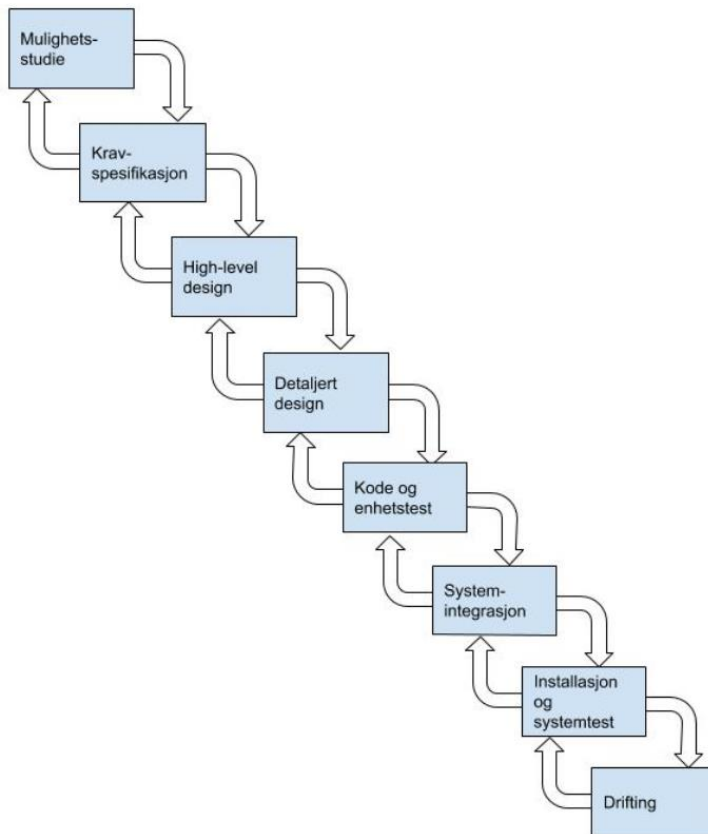 Mulighets-
studie
Krav-
spesifikasjon
High-level
design
Detaljert
design
Kode og
enhetstest
System-
integrasjon
Installasjon
og
systemtest
Drifting